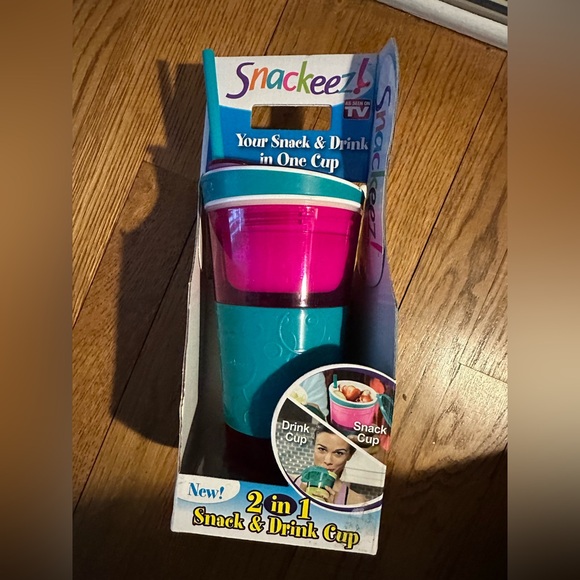 Snackeez!
AS SEEN ON
TV
Your Snack & Drink
in One Cup
Snackeez!
Drink
Cup
Snack
Cup
New!
2 in 1
Snack & Drink Cup